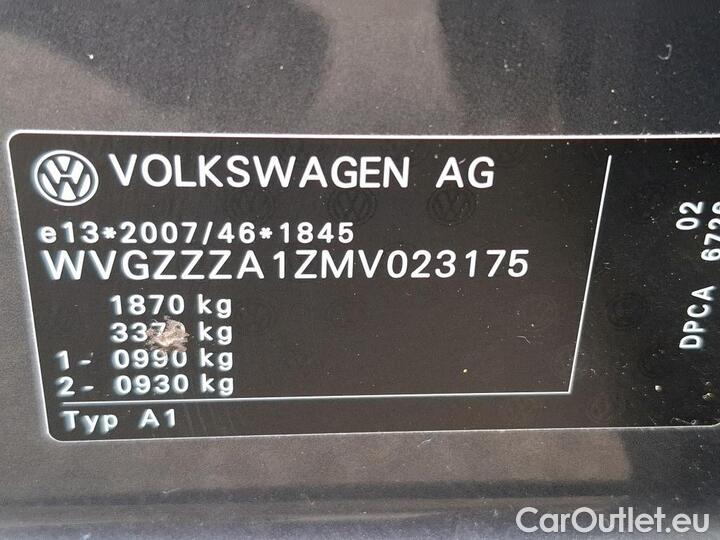 VOLKSWAGEN AG
e13*2007/46*1845
WVGZZZA1ZMV023175
1870 kg
kg
1- 0990 kg
2- 0930 kg
Typ A1
02
DPCA
CarOutlet.eu